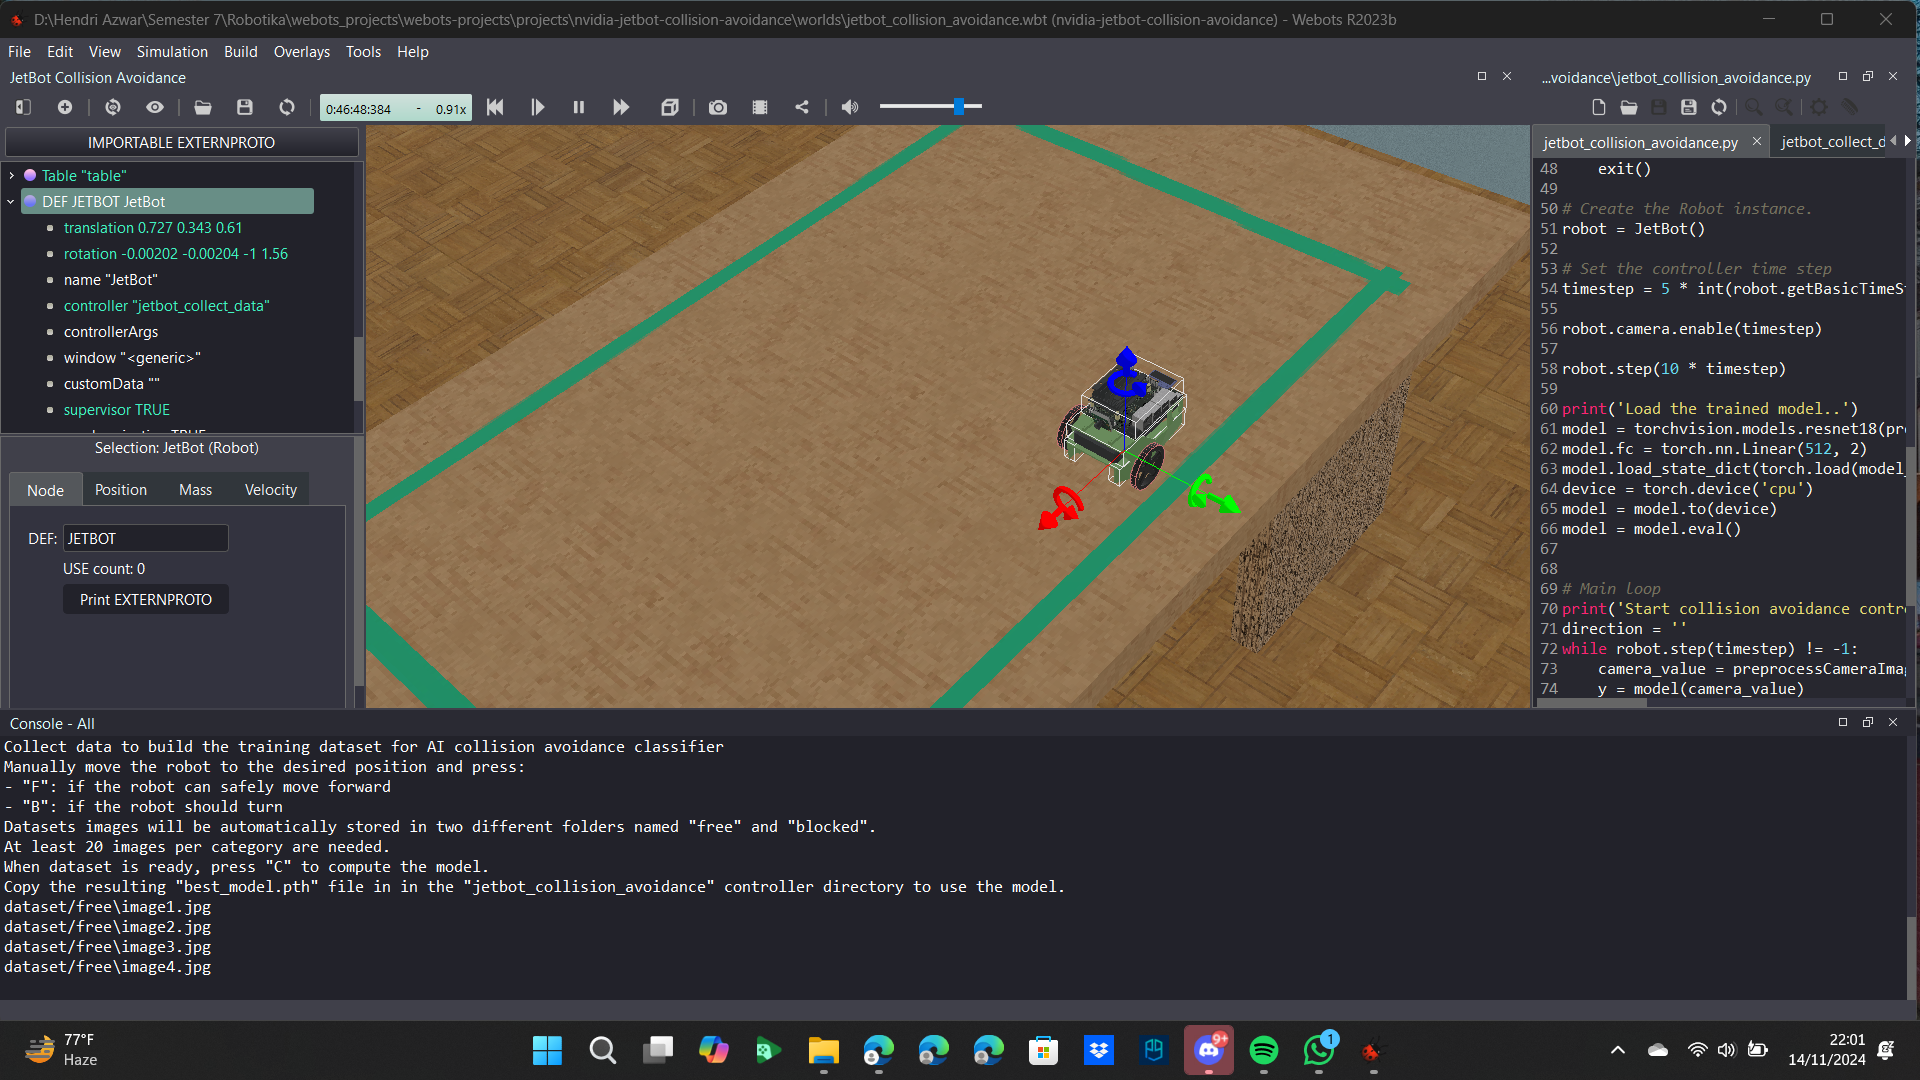 D:\Hendri Azwar\Semester 7\Robotika\webots_projects\webots-projects\projects\nvidia-jetbot-collision-avoidance\worlds\jetbot_collision_avoidance.wbt (nvidia-jetbot-collision-avoidance) - Webots R2023b
File Edit View Simulation Build Overlays Tools Help
JetBot Collision Avoidance
...voidance\jetbot_collision_avoidance.py
0:46:48:384 - 0.91x
IMPORTABLE EXTERNPROTO
Table "table"
DEF JETBOT JetBot
translation 0.727 0.343 0.61
rotation -0.00202 -0.00204 -1 1.56
name "JetBot"
controller "jetbot_collect_data"
controllerArgs
window "<generic>"
customData ""
supervisor TRUE
Selection: JetBot (Robot)
Node Position Mass Velocity
DEF: JETBOT
USE count: 0
Print EXTERNPROTO
jetbot_collision_avoidance.py jetbot_collect_d
48 exit()
49
50 # Create the Robot instance.
51 robot = JetBot()
52
53 # Set the controller time step
54 timestep = 5 * int(robot.getBasicTimeS
55
56 robot.camera.enable(timestep)
57
58 robot.step(10 * timestep)
59
60 print('Load the trained model..')
61 model = torchvision.models.resnet18(pr
62 model.fc = torch.nn.Linear(512, 2)
63 model.load_state_dict(torch.load(model_
64 device = torch.device('cpu')
65 model = model.to(device)
66 model = model.eval()
67
68
69 # Main loop
70 print('Start collision avoidance contr
71 direction = ''
72 while robot.step(timestep) != -1:
73 camera_value = preprocessCameraImag
74 y = model(camera_value)
Console - All
Collect data to build the training dataset for AI collision avoidance classifier
Manually move the robot to the desired position and press:
- "F": if the robot can safely move forward
- "B": if the robot should turn
Datasets images will be automatically stored in two different folders named "free" and "blocked".
At least 20 images per category are needed.
When dataset is ready, press "C" to compute the model.
Copy the resulting "best_model.pth" file in in the "jetbot_collision_avoidance" controller directory to use the model.
dataset/free\image1.jpg
dataset/free\image2.jpg
dataset/free\image3.jpg
dataset/free\image4.jpg
77°F
Haze
9+
1
22:01
14/11/2024